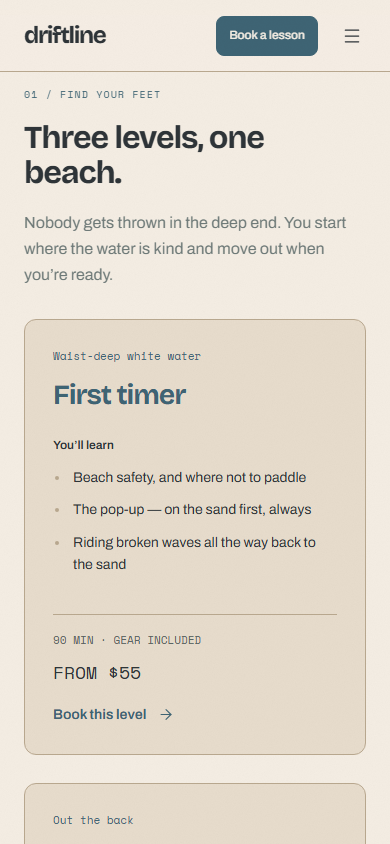 driftline
Book a lesson
01 / FIND YOUR FEET
Three levels, one
beach.
Nobody gets thrown in the deep end. You start
where the water is kind and move out when
you’re ready.
Waist-deep white water
First timer
You’ll learn
Beach safety, and where not to paddle
The pop-up — on the sand first, always
Riding broken waves all the way back to
the sand
90 MIN · GEAR INCLUDED
FROM $55
Book this level →
Out the back